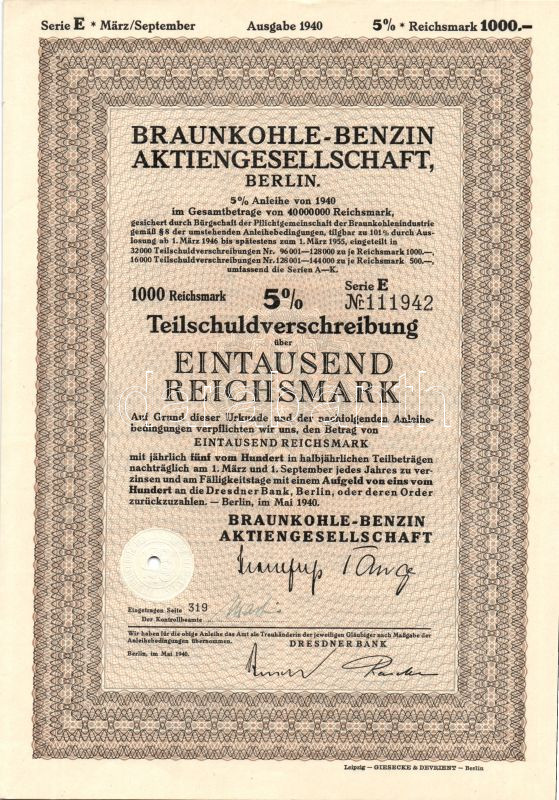 Serie E * März/September Ausgabe 1940 5% * Reichsmark 1000.—
BRAUNKOHLE-BENZIN
AKTIENGESELLSCHAFT,
BERLIN.
5% Anleihe von 1940
im Gesamtbetrage von 40000000 Reichsmark,
gesichert durch Bürgschaft der Pflichtgemeinschaft der Braunkohlenindustrie
gemäß § 8 der umstehenden Anleihebedingungen, tilgbar zu 101% durch Aus-
losung ab 1. März 1946 bis spätestens zum 1. März 1955, eingeteilt in
32000 Teilschuldverschreibungen Nr. 96001—128000 zu je Reichsmark 1000.—,
16000 Teilschuldverschreibungen Nr. 128001—144000 zu je Reichsmark 500.—,
umfassend die Serien A—K.
1000 Reichsmark 5% Serie E
№ 111942
Teilschuldverschreibung
über
EINTAUSEND
REICHSMARK
Auf Grund dieser Urkunde und der nachfolgenden Anleihe-
bedingungen verpflichten wir uns, den Betrag von
EINTAUSEND REICHSMARK
mit jährlich fünf vom Hundert in halbjährlichen Teilbeträgen
nachträglich am 1. März und 1. September jedes Jahres zu ver-
zinsen und am Fälligkeitstage mit einem Aufgeld von eins vom
Hundert an die Dresdner Bank, Berlin, oder deren Order
zurückzuzahlen. — Berlin, im Mai 1940.
BRAUNKOHLE-BENZIN
AKTIENGESELLSCHAFT
Eingetragen Seite 319
Der Kontrollbeamte
Wir haben für die obige Anleihe das Amt als Treuhänderin der jeweiligen Gläubiger nach Maßgabe der
Anleihebedingungen übernommen. DRESDNER BANK
Berlin, im Mai 1940.
Leipzig — GIESECKE & DEVRIENT — Berlin